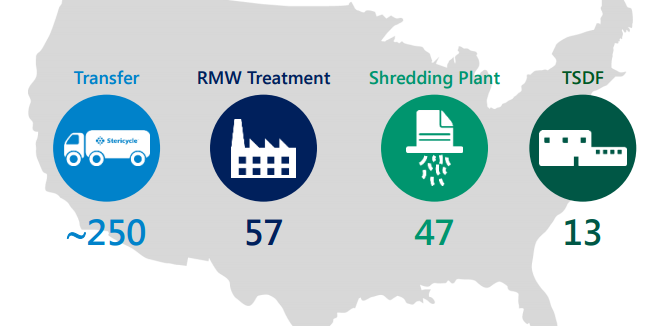 Transfer
RMW Treatment
Shredding Plant
TSDF
Stericycle
~250
57
47
13